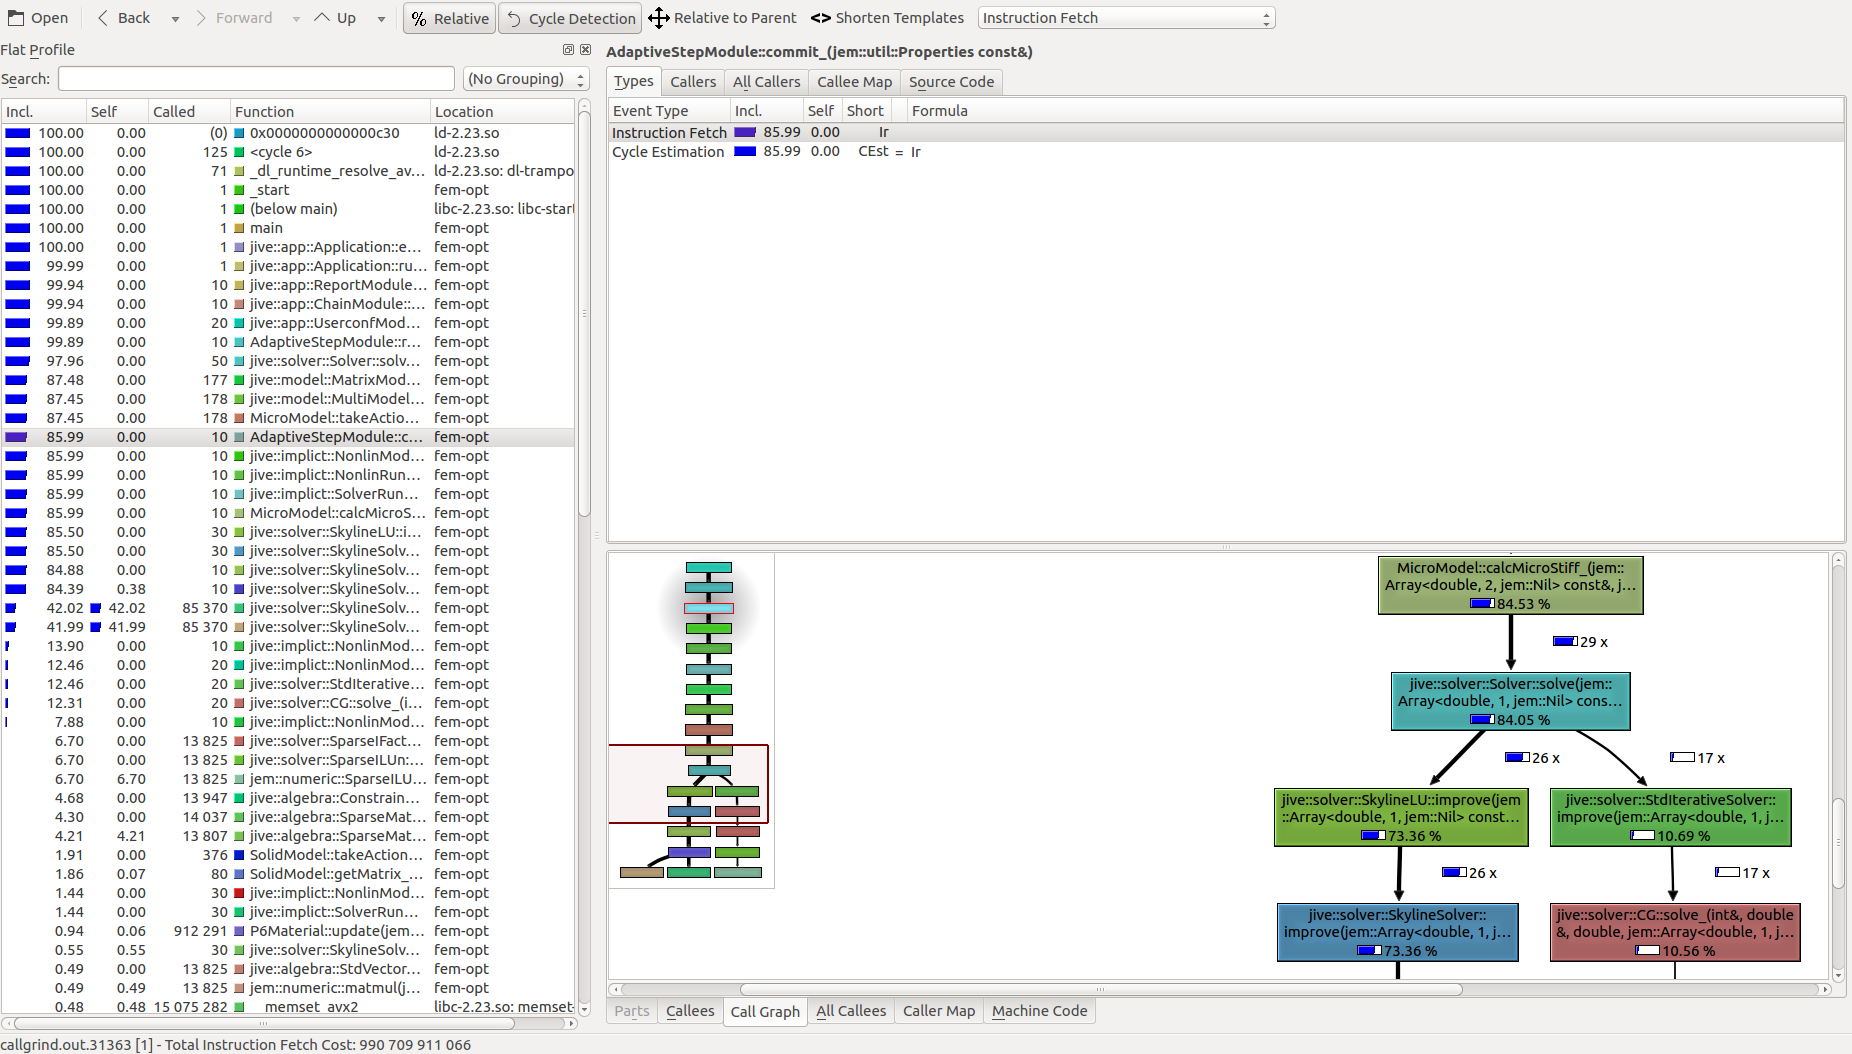 Open Back Forward Up % Relative Cycle Detection Relative to Parent <> Shorten Templates Instruction Fetch
Flat Profile
Search: (No Grouping)
Incl. Self Called Function Location
100.00 0.00 (0) 0x0000000000000c30 ld-2.23.so
100.00 0.00 125 <cycle 6> ld-2.23.so
100.00 0.00 71 _dl_runtime_resolve_av... ld-2.23.so: dl-trampo
100.00 0.00 1 _start fem-opt
100.00 0.00 1 (below main) libc-2.23.so: libc-start
100.00 0.00 1 main fem-opt
100.00 0.00 1 jive::app::Application::e... fem-opt
99.99 0.00 1 jive::app::Application::ru... fem-opt
99.94 0.00 10 jive::app::ReportModule... fem-opt
99.94 0.00 10 jive::app::ChainModule::... fem-opt
99.89 0.00 20 jive::app::UserconfMod... fem-opt
99.89 0.00 10 AdaptiveStepModule::r... fem-opt
97.96 0.00 50 jive::solver::Solver::solv... fem-opt
87.48 0.00 177 jive::model::MatrixMod... fem-opt
87.45 0.00 178 jive::model::MultiModel... fem-opt
87.45 0.00 178 MicroModel::takeActio... fem-opt
85.99 0.00 10 AdaptiveStepModule::c... fem-opt
85.99 0.00 10 jive::implict::NonlinMod... fem-opt
85.99 0.00 10 jive::implict::NonlinRun... fem-opt
85.99 0.00 10 jive::implict::SolverRun... fem-opt
85.99 0.00 10 MicroModel::calcMicroS... fem-opt
85.50 0.00 30 jive::solver::SkylineLU::i... fem-opt
85.50 0.00 30 jive::solver::SkylineSolv... fem-opt
84.88 0.00 10 jive::solver::SkylineSolv... fem-opt
84.39 0.38 10 jive::solver::SkylineSolv... fem-opt
42.02 42.02 85 370 jive::solver::SkylineSolv... fem-opt
41.99 41.99 85 370 jive::solver::SkylineSolv... fem-opt
13.90 0.00 10 jive::implict::NonlinMod... fem-opt
12.46 0.00 20 jive::implict::NonlinMod... fem-opt
12.46 0.00 20 jive::solver::StdIterative... fem-opt
12.31 0.00 20 jive::solver::CG::solve_(i... fem-opt
7.88 0.00 10 jive::implict::NonlinMod... fem-opt
6.70 0.00 13 825 jive::solver::SparseIFact... fem-opt
6.70 0.00 13 825 jive::solver::SparseILUn:... fem-opt
6.70 6.70 13 825 jem::numeric::SparseILU... fem-opt
4.68 0.00 13 947 jive::algebra::Constrain... fem-opt
4.30 0.00 14 037 jive::algebra::SparseMat... fem-opt
4.21 4.21 13 807 jive::algebra::SparseMat... fem-opt
1.91 0.00 376 SolidModel::takeAction... fem-opt
1.86 0.07 80 SolidModel::getMatrix_... fem-opt
1.44 0.00 30 jive::implict::NonlinMod... fem-opt
1.44 0.00 30 jive::implict::SolverRun... fem-opt
0.94 0.06 912 291 P6Material::update(jem... fem-opt
0.55 0.55 30 jive::solver::SkylineSolv... fem-opt
0.49 0.00 13 825 jive::algebra::StdVector... fem-opt
0.49 0.49 13 825 jem::numeric::matmul(j... fem-opt
0.48 0.48 15 075 282 __memset_avx2 libc-2.23.so: memset-
AdaptiveStepModule::commit_(jem::util::Properties const&)
Types Callers All Callers Callee Map Source Code
Event Type Incl. Self Short Formula
Instruction Fetch 85.99 0.00 Ir
Cycle Estimation 85.99 0.00 CEst = Ir
MicroModel::calcMicroStiff_(jem::
Array<double, 2, jem::Nil> const&, j...
84.53 %
29 x
jive::solver::Solver::solve(jem::
Array<double, 1, jem::Nil> cons...
84.05 %
26 x 17 x
jive::solver::SkylineLU::improve(jem
::Array<double, 1, jem::Nil> const...
73.36 %
jive::solver::StdIterativeSolver::
improve(jem::Array<double, 1, j...
10.69 %
26 x 17 x
jive::solver::SkylineSolver::
improve(jem::Array<double, 1, j...
73.36 %
jive::solver::CG::solve_(int&, double
&, double, jem::Array<double, 1, j...
10.56 %
Parts Callees Call Graph All Callees Caller Map Machine Code
callgrind.out.31363 [1] - Total Instruction Fetch Cost: 990 709 911 066